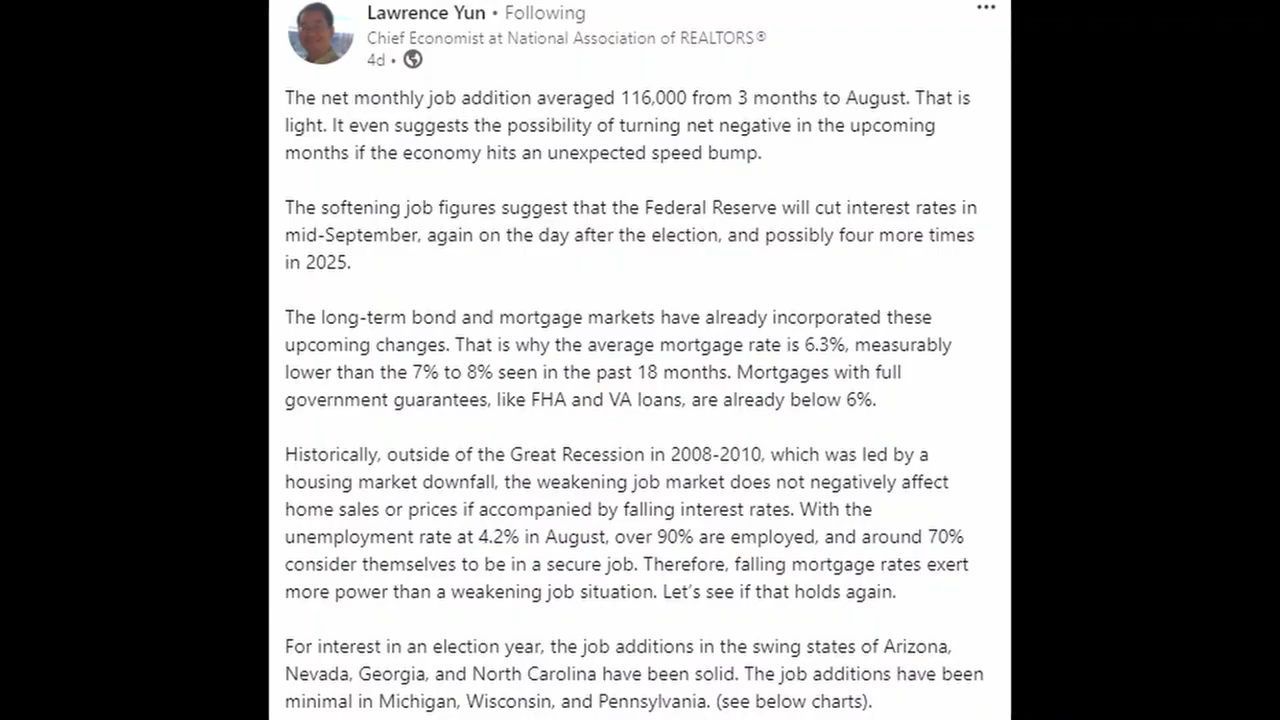 Lawrence Yun • Following
Chief Economist at National Association of REALTORS®
4d •
The net monthly job addition averaged 116,000 from 3 months to August. That is
light. It even suggests the possibility of turning net negative in the upcoming
months if the economy hits an unexpected speed bump.
The softening job figures suggest that the Federal Reserve will cut interest rates in
mid-September, again on the day after the election, and possibly four more times
in 2025.
The long-term bond and mortgage markets have already incorporated these
upcoming changes. That is why the average mortgage rate is 6.3%, measurably
lower than the 7% to 8% seen in the past 18 months. Mortgages with full
government guarantees, like FHA and VA loans, are already below 6%.
Historically, outside of the Great Recession in 2008-2010, which was led by a
housing market downfall, the weakening job market does not negatively affect
home sales or prices if accompanied by falling interest rates. With the
unemployment rate at 4.2% in August, over 90% are employed, and around 70%
consider themselves to be in a secure job. Therefore, falling mortgage rates exert
more power than a weakening job situation. Let's see if that holds again.
For interest in an election year, the job additions in the swing states of Arizona,
Nevada, Georgia, and North Carolina have been solid. The job additions have been
minimal in Michigan, Wisconsin, and Pennsylvania. (see below charts).